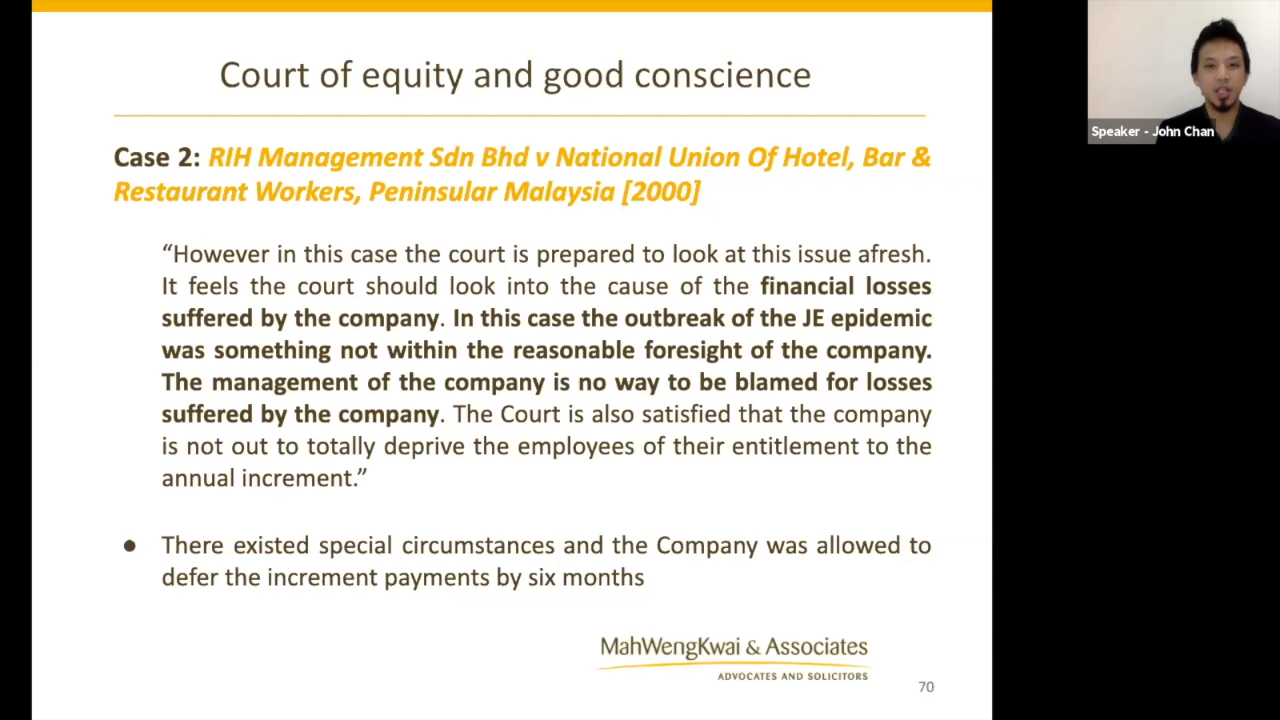 Court of equity and good conscience
Speaker - John Chan
Case 2: RIH Management Sdn Bhd v National Union Of Hotel, Bar &
Restaurant Workers, Peninsular Malaysia [2000]
“However in this case the court is prepared to look at this issue afresh.
It feels the court should look into the cause of the financial losses
suffered by the company. In this case the outbreak of the JE epidemic
was something not within the reasonable foresight of the company.
The management of the company is no way to be blamed for losses
suffered by the company. The Court is also satisfied that the company
is not out to totally deprive the employees of their entitlement to the
annual increment.”
● There existed special circumstances and the Company was allowed to
defer the increment payments by six months
MahWengKwai & Associates
ADVOCATES AND SOLICITORS
70